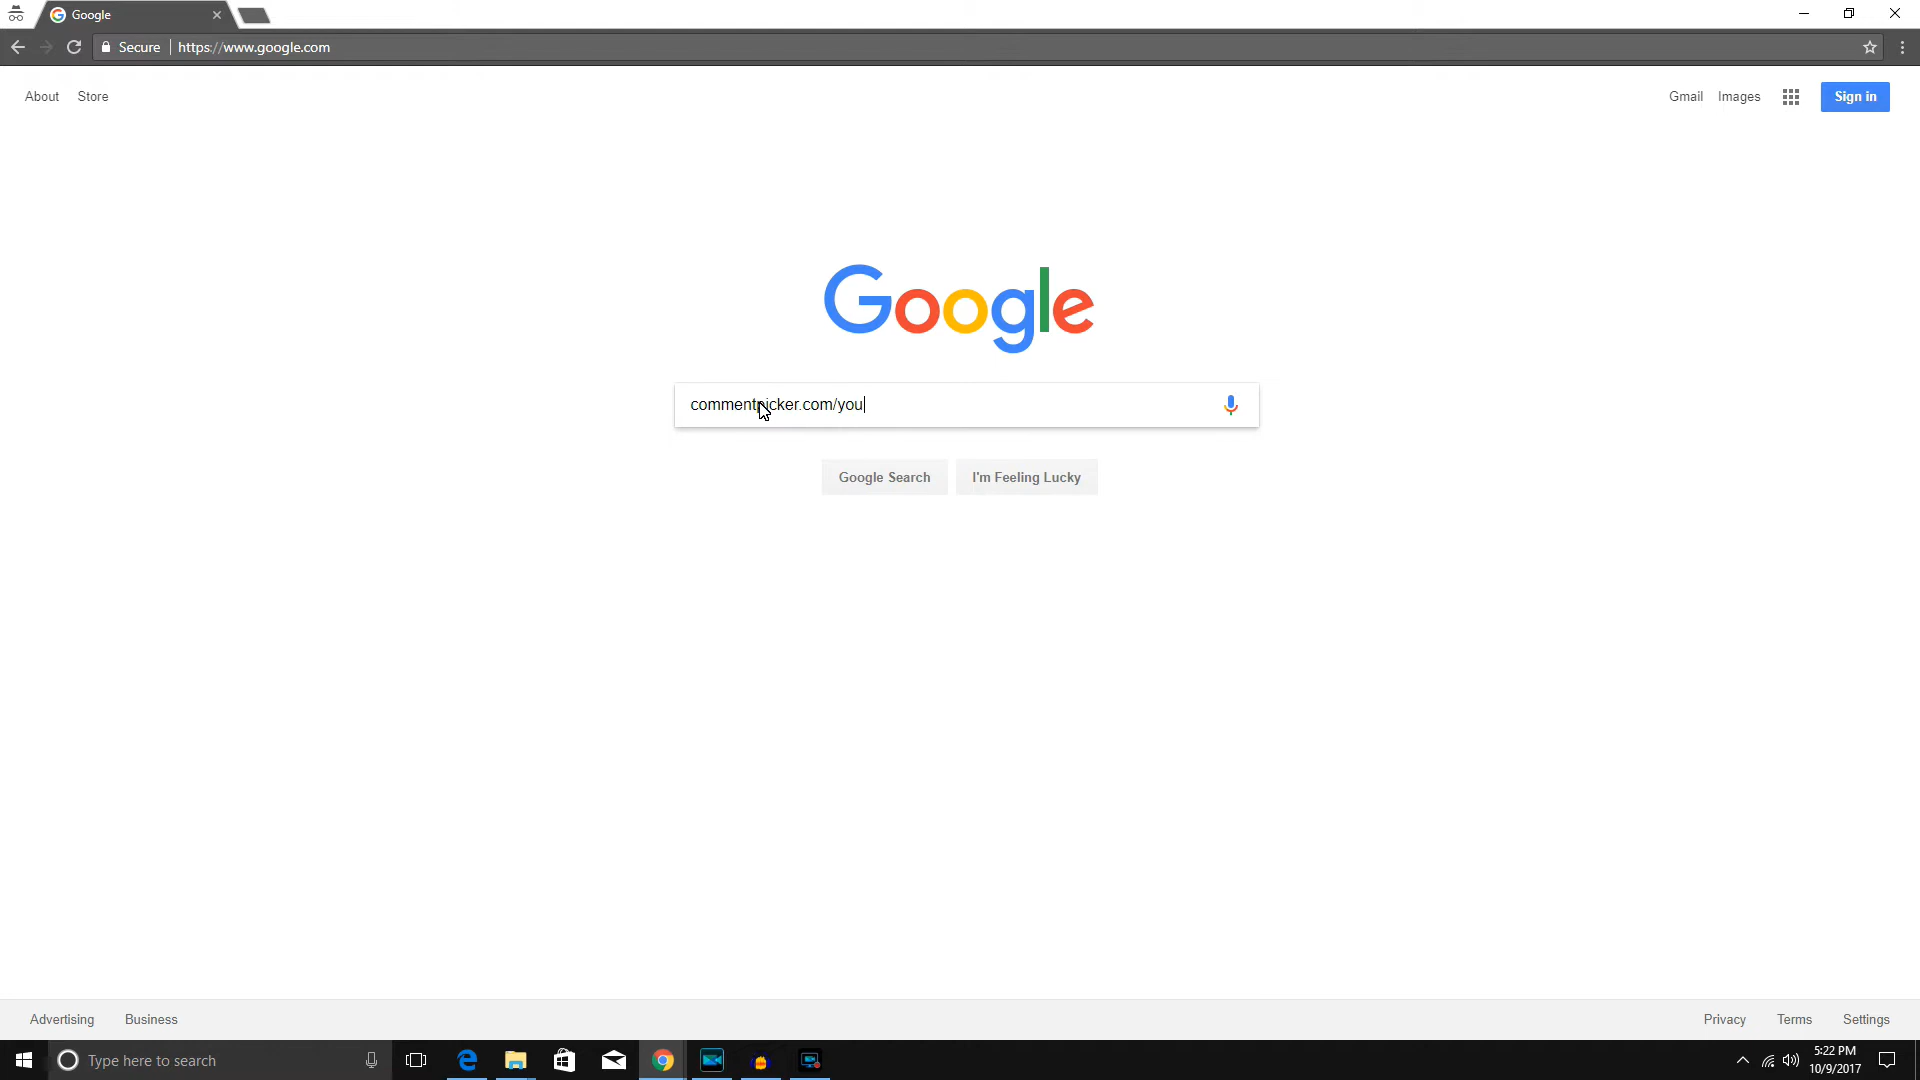 Google
Secure https://www.google.com
About Store
Gmail Images Sign in
Google
commentpicker.com/you
Google Search I'm Feeling Lucky
Advertising Business
Privacy Terms Settings
Type here to search
5:22 PM
10/9/2017